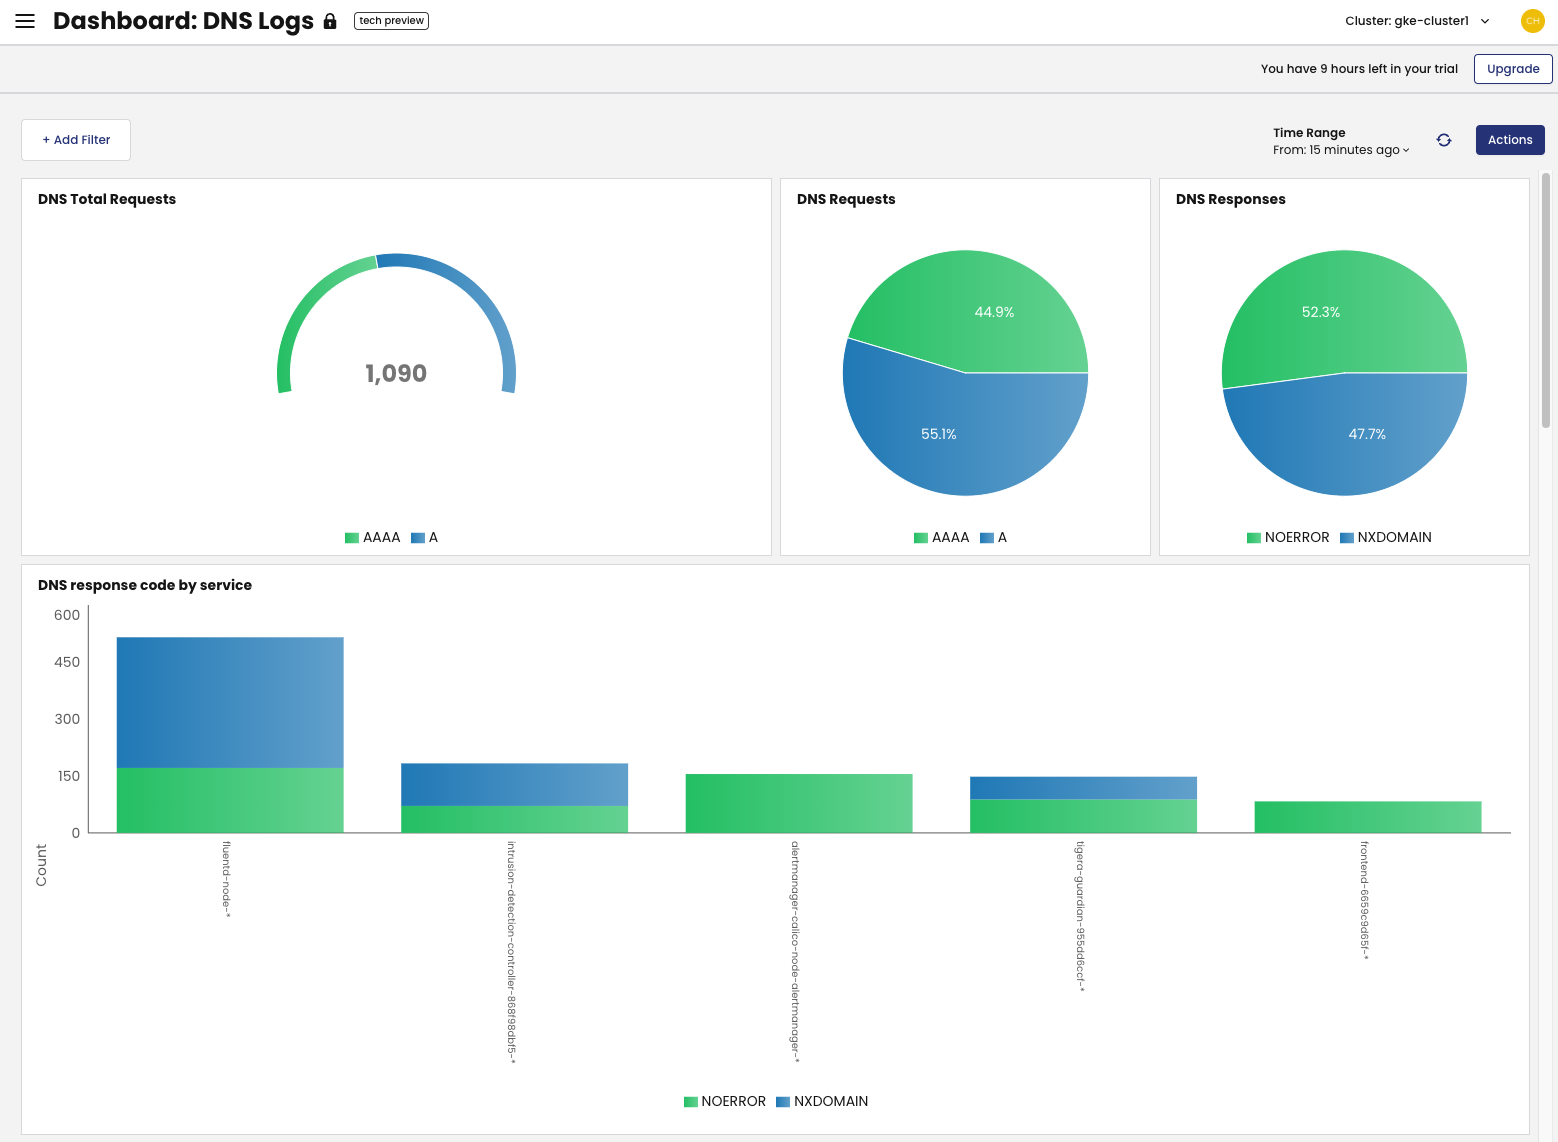 Dashboard: DNS Logs
tech preview
Cluster: gke-cluster1
CH
You have 9 hours left in your trial
Upgrade
+ Add Filter
Time Range
From: 15 minutes ago
Actions
DNS Total Requests
1,090
AAAA
A
DNS Requests
44.9%
55.1%
AAAA
A
DNS Responses
52.3%
47.7%
NOERROR
NXDOMAIN
DNS response code by service
600
450
300
150
0
Count
fluentd-node-*
intrusion-detection-controller-868f98dbf5-*
alertmanager-calico-node-alertmanager-*
tigera-guardian-955dd6ccf-*
frontend-6659c9d65f-*
NOERROR
NXDOMAIN